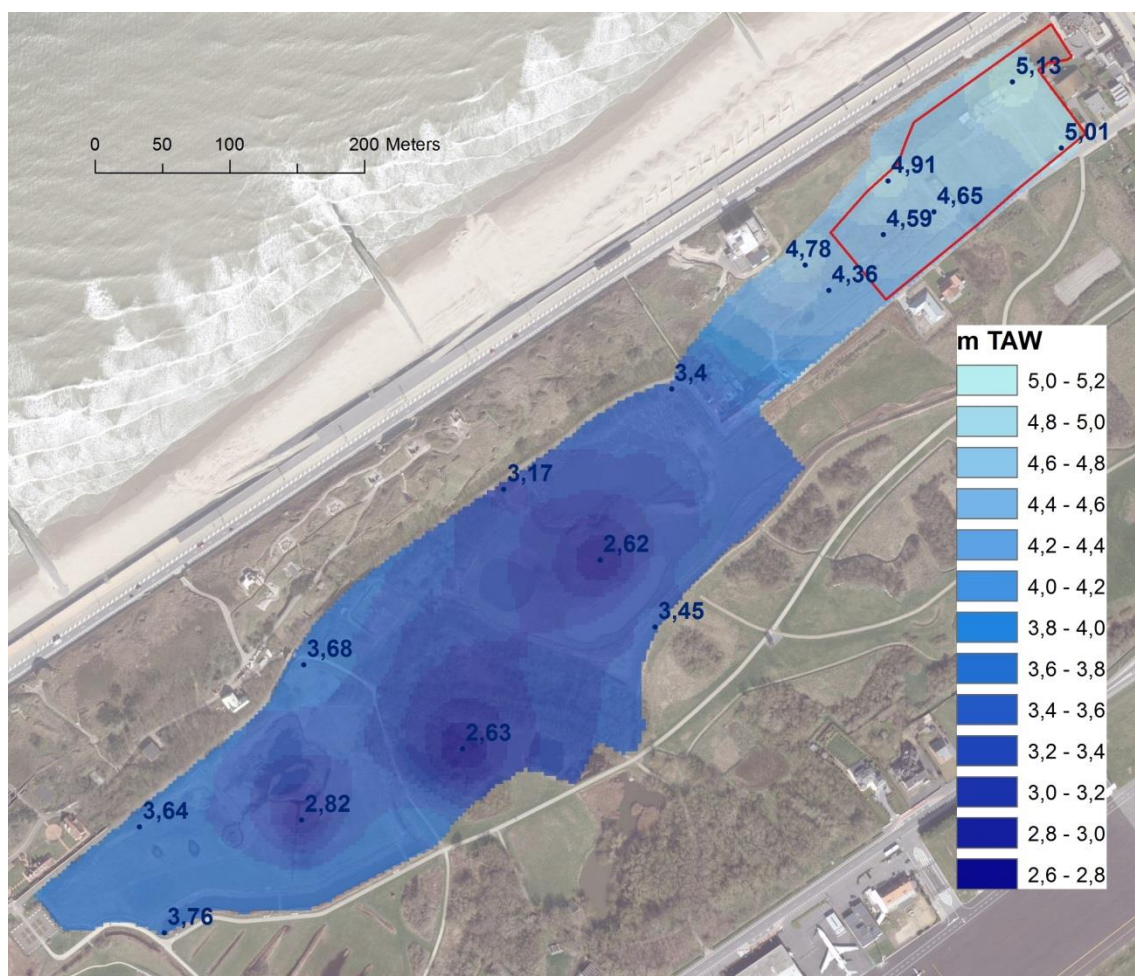 5,13
0 50 100 200 Meters
5,01
4,91
4,65
4,59
4,78
4,36
m TAW
5,0 - 5,2
3,4
4,8 - 5,0
4,6 - 4,8
3,17
4,4 - 4,6
4,2 - 4,4
2,62
4,0 - 4,2
3,8 - 4,0
3,45
3,68
3,6 - 3,8
3,4 - 3,6
2,63
3,2 - 3,4
3,0 - 3,2
2,82
3,64
2,8 - 3,0
2,6 - 2,8
3,76